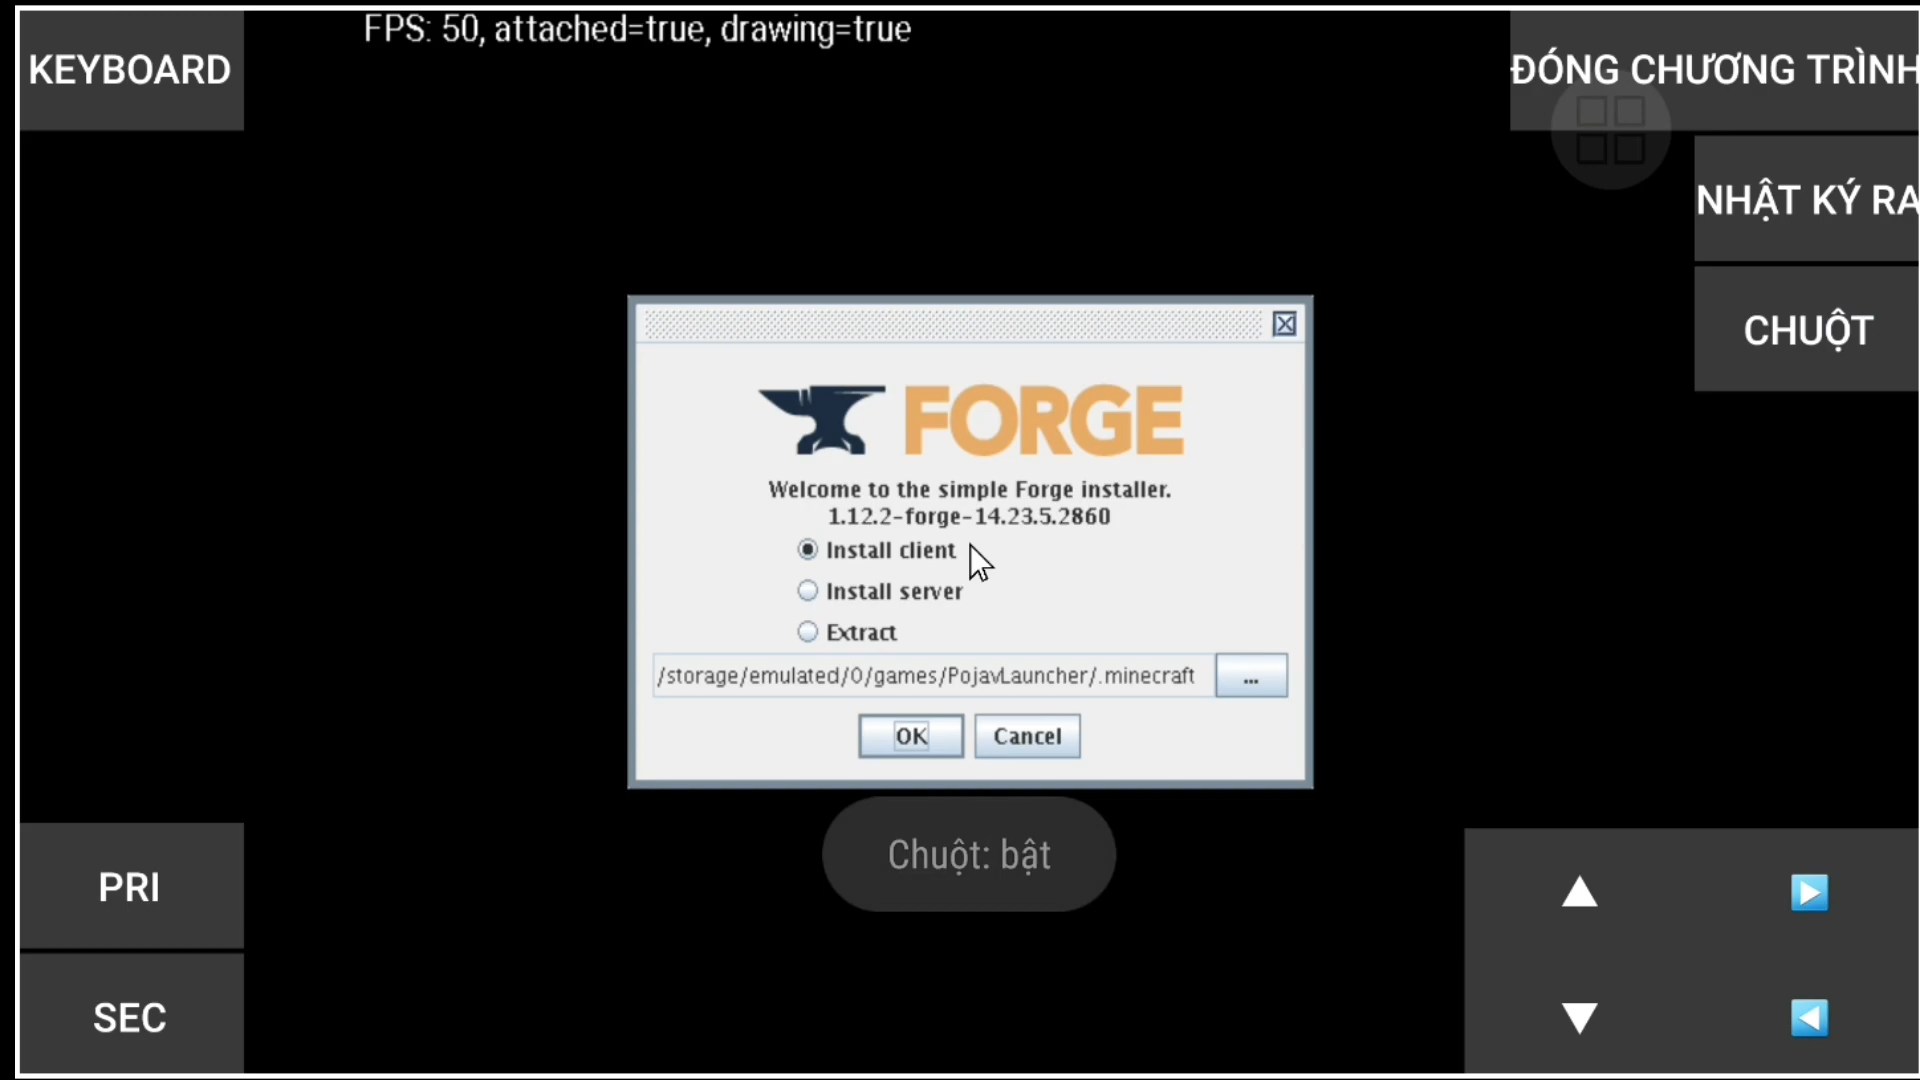 FPS: 50, attached=true, drawing=true
KEYBOARD
ĐÓNG CHƯƠNG TRÌNH
NHẬT KÝ RA
CHUỘT
FORGE
Welcome to the simple Forge installer.
1.12.2-forge-14.23.5.2860
Install client
Install server
Extract
/storage/emulated/0/games/PojavLauncher/.minecraft
...
OK
Cancel
Chuột: bật
PRI
SEC